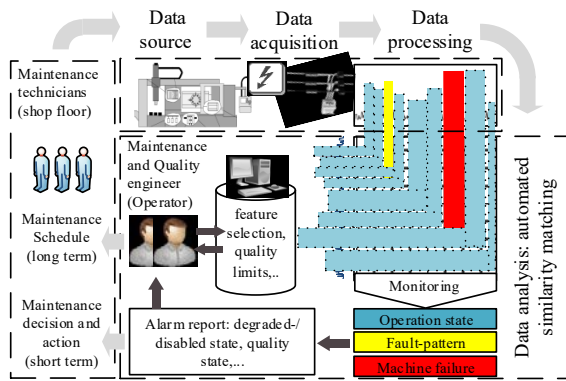 Data
source
Data
acquisition
Data
processing
Maintenance
technicians
(shop floor)
Maintenance
and Quality
engineer
(Operator)
feature
selection,
quality
limits,..
Maintenance
Schedule
(long term)
Maintenance
decision and
action
(short term)
Alarm report: degraded-/
disabled state, quality
state,...
Monitoring
Operation state
Fault-pattern
Machine failure
Data analysis: automated
similarity matching